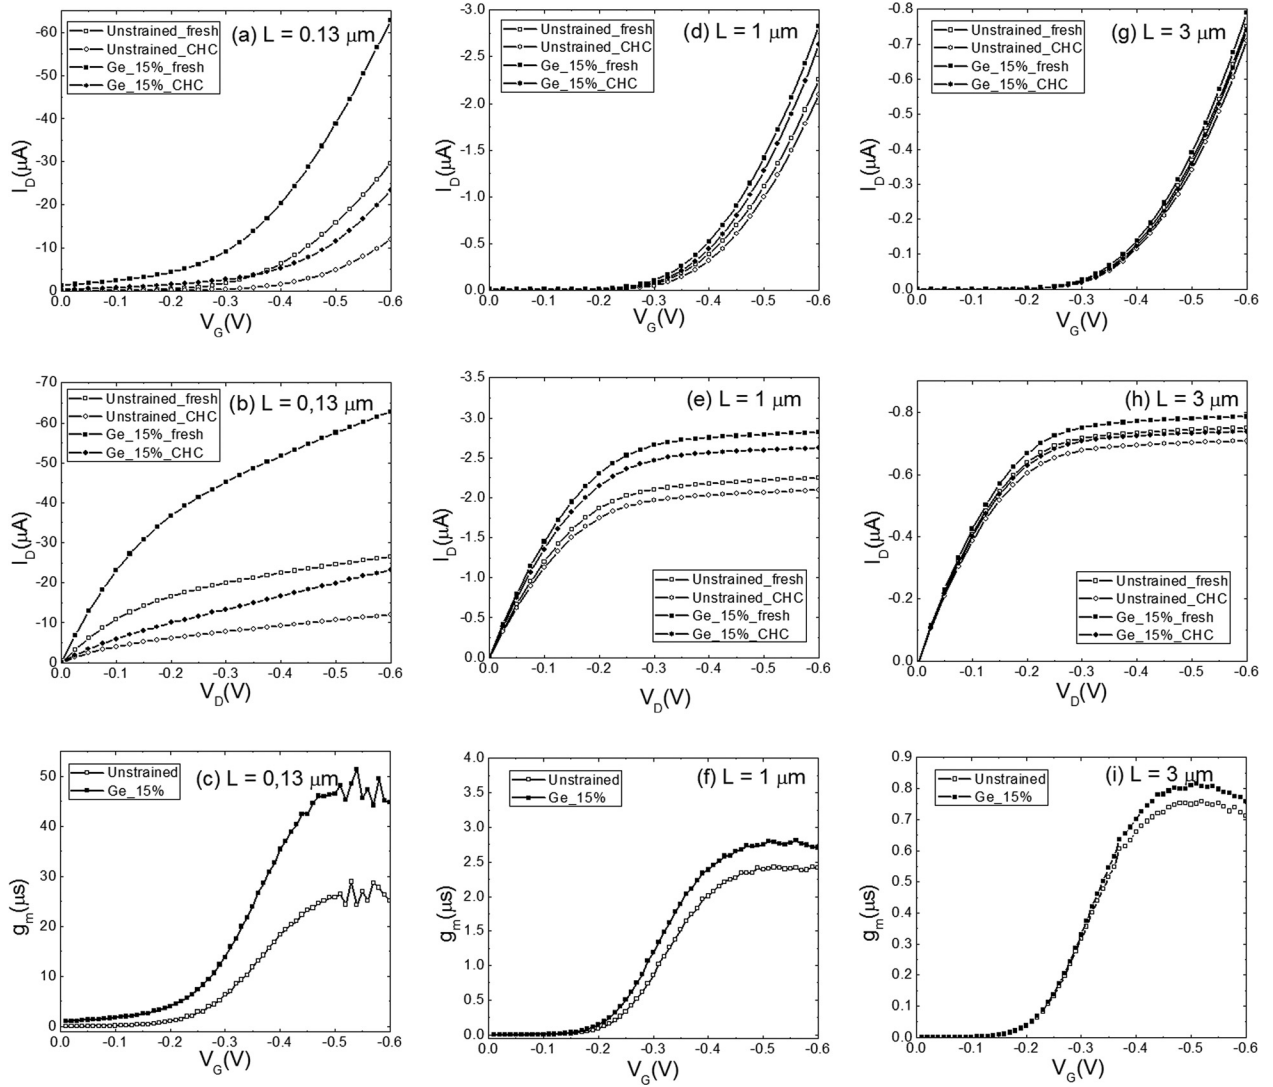 Unstrained_fresh
Unstrained_CHC
Ge_15%_fresh
Ge_15%_CHC
(a) L = 0.13 μm
-60
-50
-40
-30
-20
-10
0
I_D(μA)
0.0 -0.1 -0.2 -0.3 -0.4 -0.5 -0.6
V_G(V)
Unstrained_fresh
Unstrained_CHC
Ge_15%_fresh
Ge_15%_CHC
(d) L = 1 μm
-3.0
-2.5
-2.0
-1.5
-1.0
-0.5
0.0
I_D(μA)
0.0 -0.1 -0.2 -0.3 -0.4 -0.5 -0.6
V_G(V)
Unstrained_fresh
Unstrained_CHC
Ge_15%_fresh
Ge_15%_CHC
(g) L = 3 μm
-0.8
-0.7
-0.6
-0.5
-0.4
-0.3
-0.2
-0.1
0.0
I_D(μA)
0.0 -0.1 -0.2 -0.3 -0.4 -0.5 -0.6
V_G(V)
Unstrained_fresh
Unstrained_CHC
Ge_15%_fresh
Ge_15%_CHC
(b) L = 0,13 μm
-70
-60
-50
-40
-30
-20
-10
0
I_D(μA)
0.0 -0.1 -0.2 -0.3 -0.4 -0.5 -0.6
V_D(V)
(e) L = 1 μm
-3.5
-3.0
-2.5
-2.0
-1.5
-1.0
-0.5
0.0
I_D(μA)
Unstrained_fresh
Unstrained_CHC
Ge_15%_fresh
Ge_15%_CHC
0.0 -0.1 -0.2 -0.3 -0.4 -0.5 -0.6
V_D(V)
(h) L = 3 μm
-0.8
-0.6
-0.4
-0.2
0.0
I_D(μA)
Unstrained_fresh
Unstrained_CHC
Ge_15%_fresh
Ge_15%_CHC
0.0 -0.1 -0.2 -0.3 -0.4 -0.5 -0.6
V_D(V)
Unstrained
Ge_15%
(c) L = 0,13 μm
50
40
30
20
10
0
g_m(μs)
0.0 -0.1 -0.2 -0.3 -0.4 -0.5 -0.6
V_G(V)
Unstrained
Ge_15%
(f) L = 1 μm
4.0
3.5
3.0
2.5
2.0
1.5
1.0
0.5
0.0
g_m(μs)
0.0 -0.1 -0.2 -0.3 -0.4 -0.5 -0.6
V_G(V)
Unstrained
Ge_15%
(i) L = 3 μm
0.9
0.8
0.7
0.6
0.5
0.4
0.3
0.2
0.1
0.0
g_m(μs)
0.0 -0.1 -0.2 -0.3 -0.4 -0.5 -0.6
V_G(V)